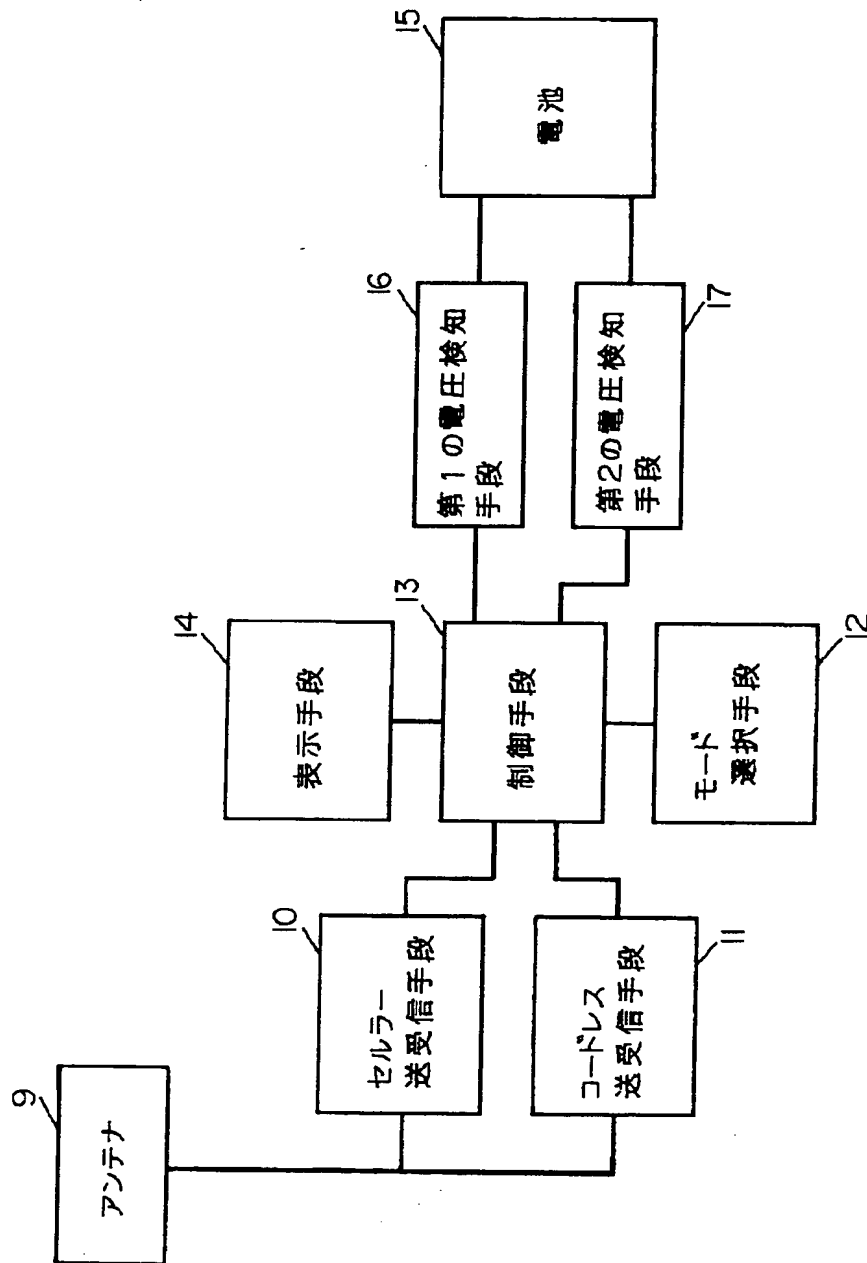 9
アンテナ
10
セルラー
送受信手段
11
コードレス
送受信手段
14
表示手段
13
制御手段
12
モード
選択手段
16
第1の電圧検知
手段
17
第2の電圧検知
手段
15
電池